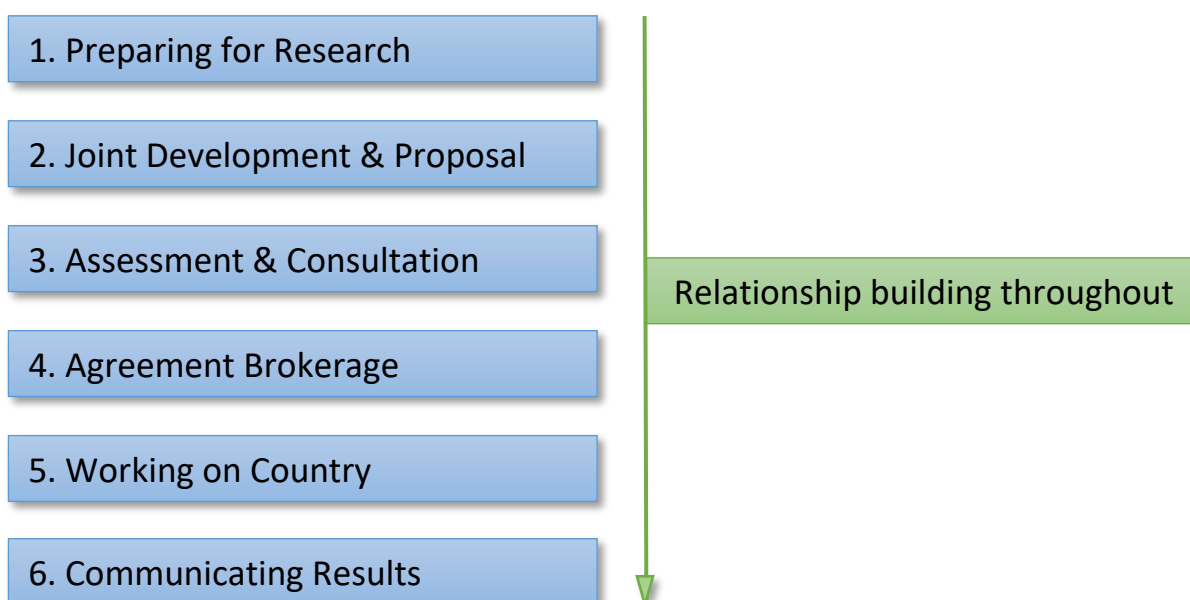 1. Preparing for Research
2. Joint Development & Proposal
3. Assessment & Consultation
Relationship building throughout
4. Agreement Brokerage
5. Working on Country
6. Communicating Results